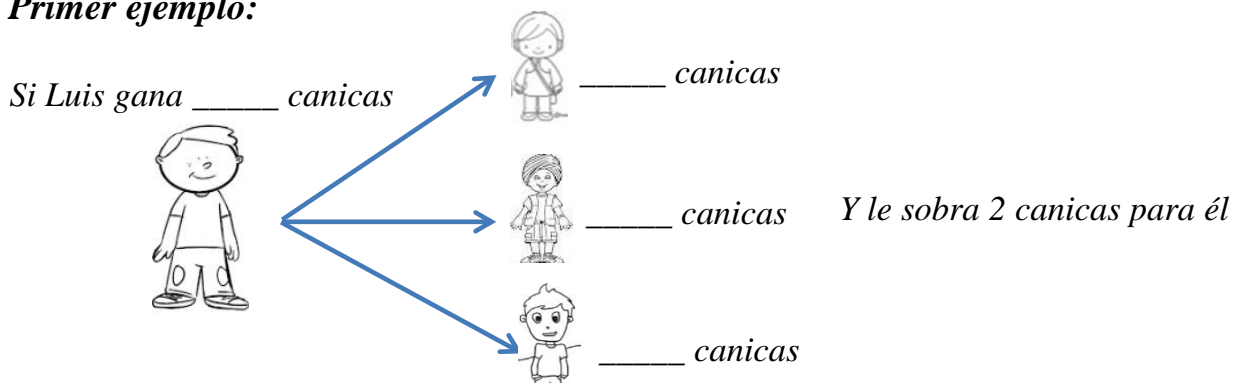 Primer ejemplo:
_____ canicas
Si Luis gana _____ canicas
_____ canicas
Y le sobra 2 canicas para él
_____ canicas